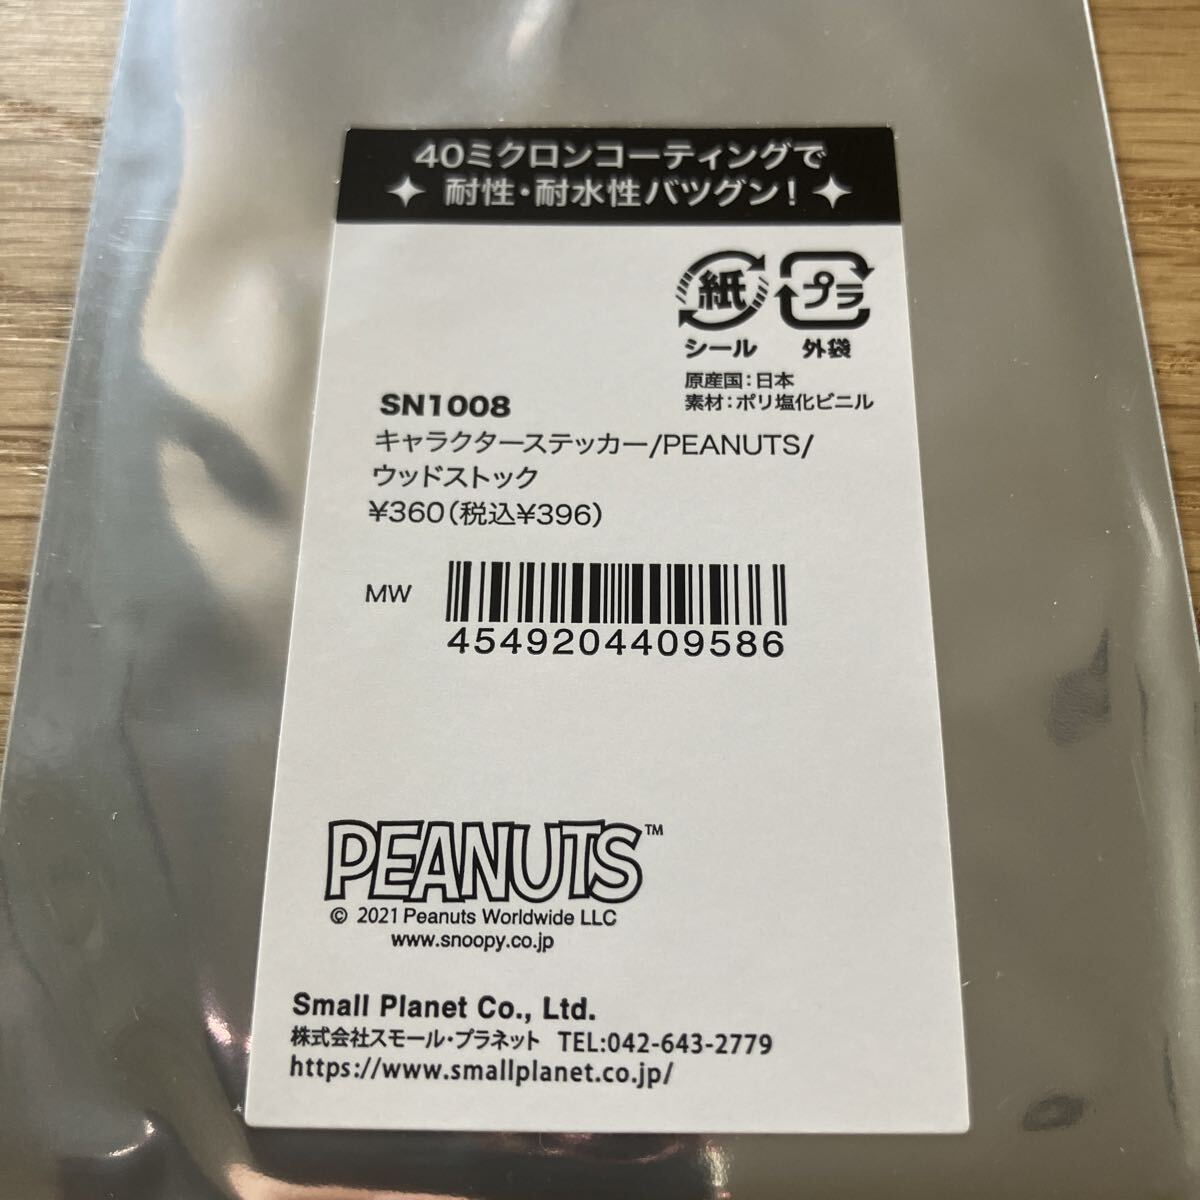 40ミクロンコーティングで
耐性・耐水性バツグン!
紙
プラ
シール 外袋
原産国:日本
素材:ポリ塩化ビニル
SN1008
キャラクターステッカー/PEANUTS/
ウッドストック
¥360(税込¥396)
MW
4549204409586
PEANUTS™
© 2021 Peanuts Worldwide LLC
www.snoopy.co.jp
Small Planet Co., Ltd.
株式会社スモール・プラネット TEL:042-643-2779
https://www.smallplanet.co.jp/